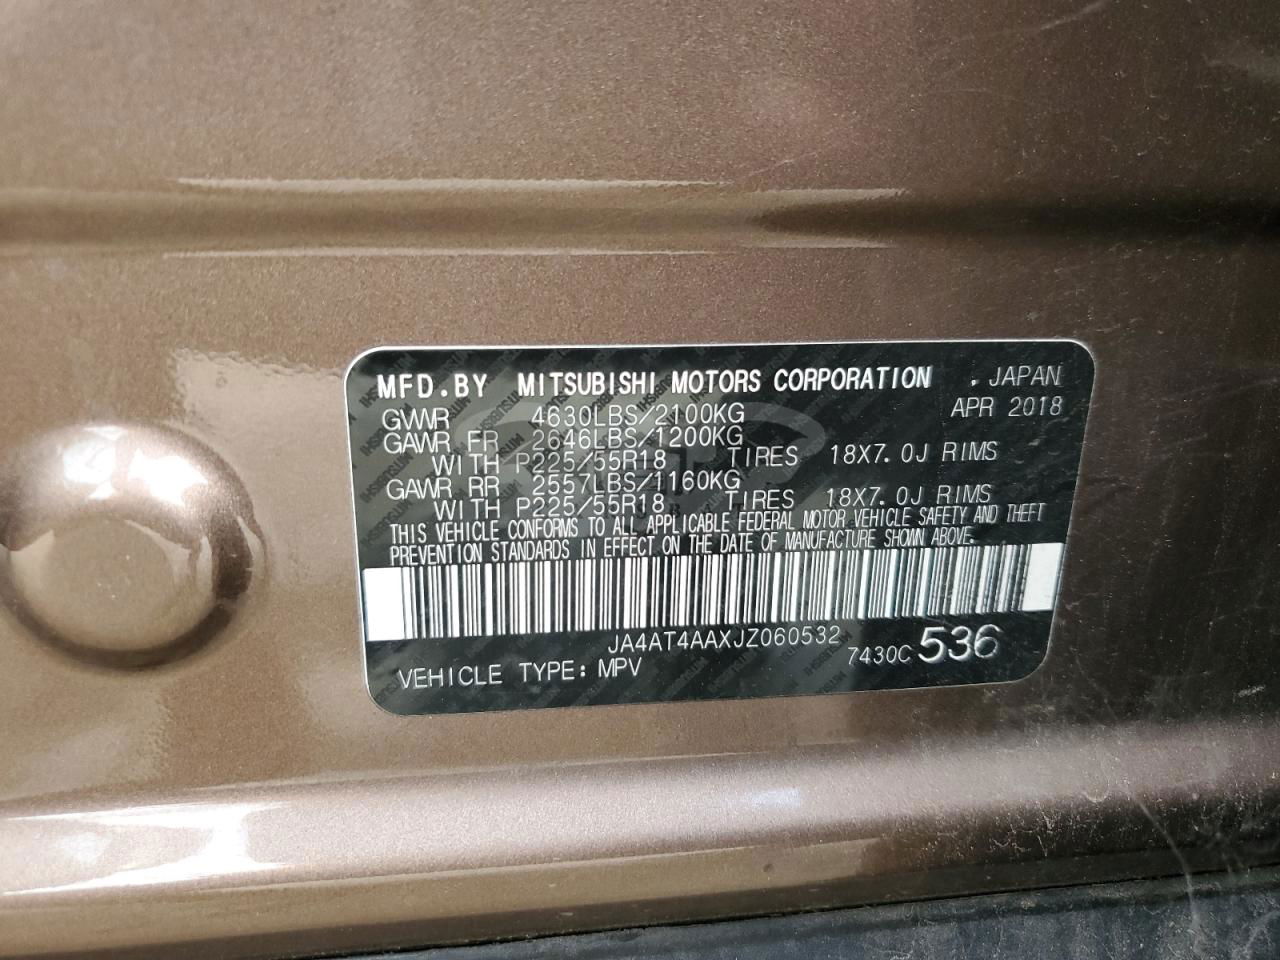 MFD.BY MITSUBISHI MOTORS CORPORATION . JAPAN
GVWR 4630LBS/2100KG APR 2018
GAWR FR 2646LBS/1200KG
WITH P225/55R18 TIRES 18X7.0J RIMS
GAWR RR 2557LBS/1160KG
WITH P225/55R18 TIRES 18X7.0J RIMS
THIS VEHICLE CONFORMS TO ALL APPLICABLE FEDERAL MOTOR VEHICLE SAFETY AND THEFT
PREVENTION STANDARDS IN EFFECT ON THE DATE OF MANUFACTURE SHOWN ABOVE.
JA4AT4AAXJZ060532
7430C 536
VEHICLE TYPE: MPV